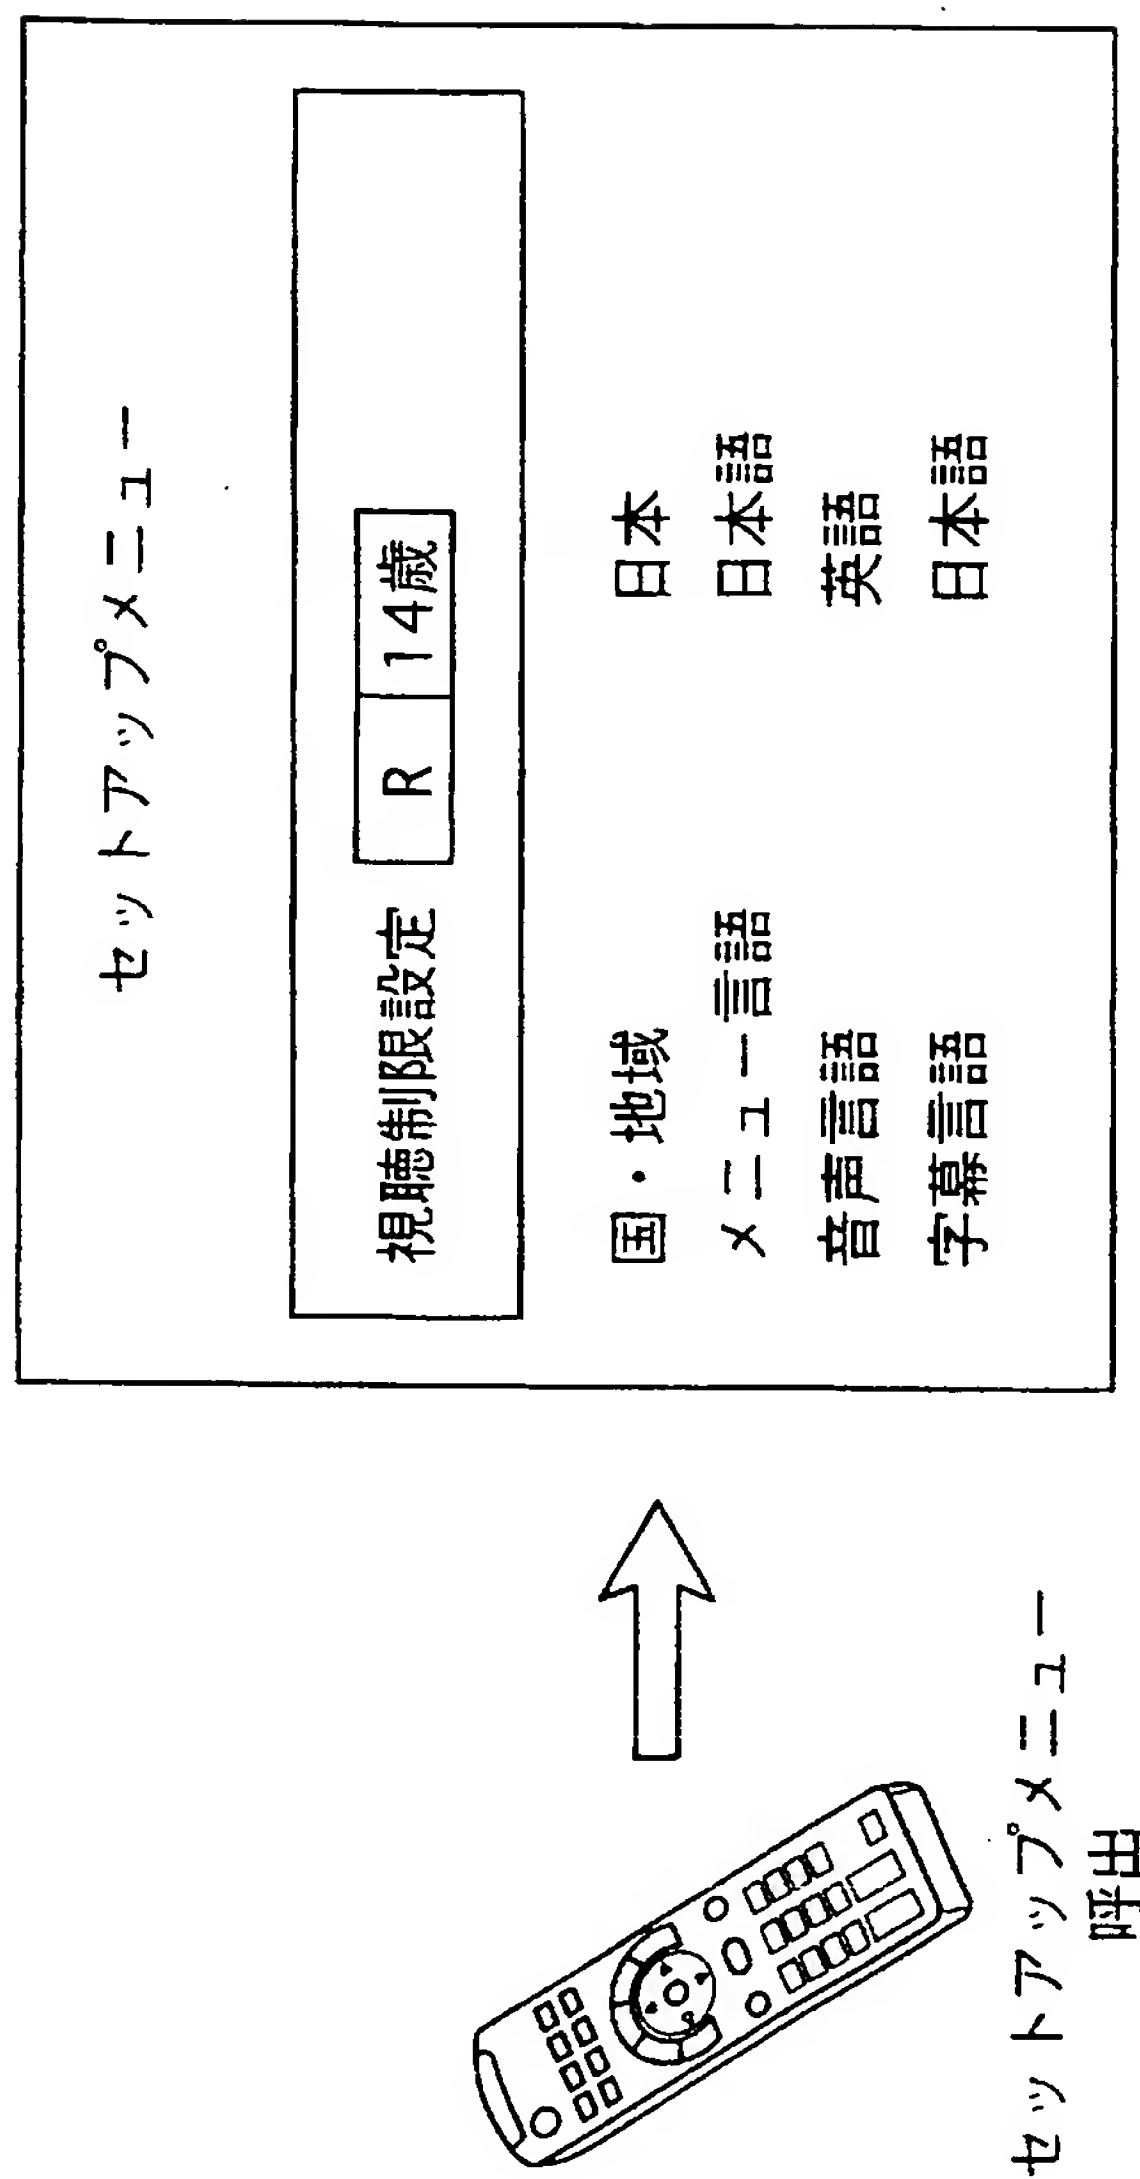 セットアップメニュー
視聴制限設定 R 14歳
国・地域 日本
メニュー言語 日本語
音声言語 英語
字幕言語 日本語
セットアップメニュー
呼出